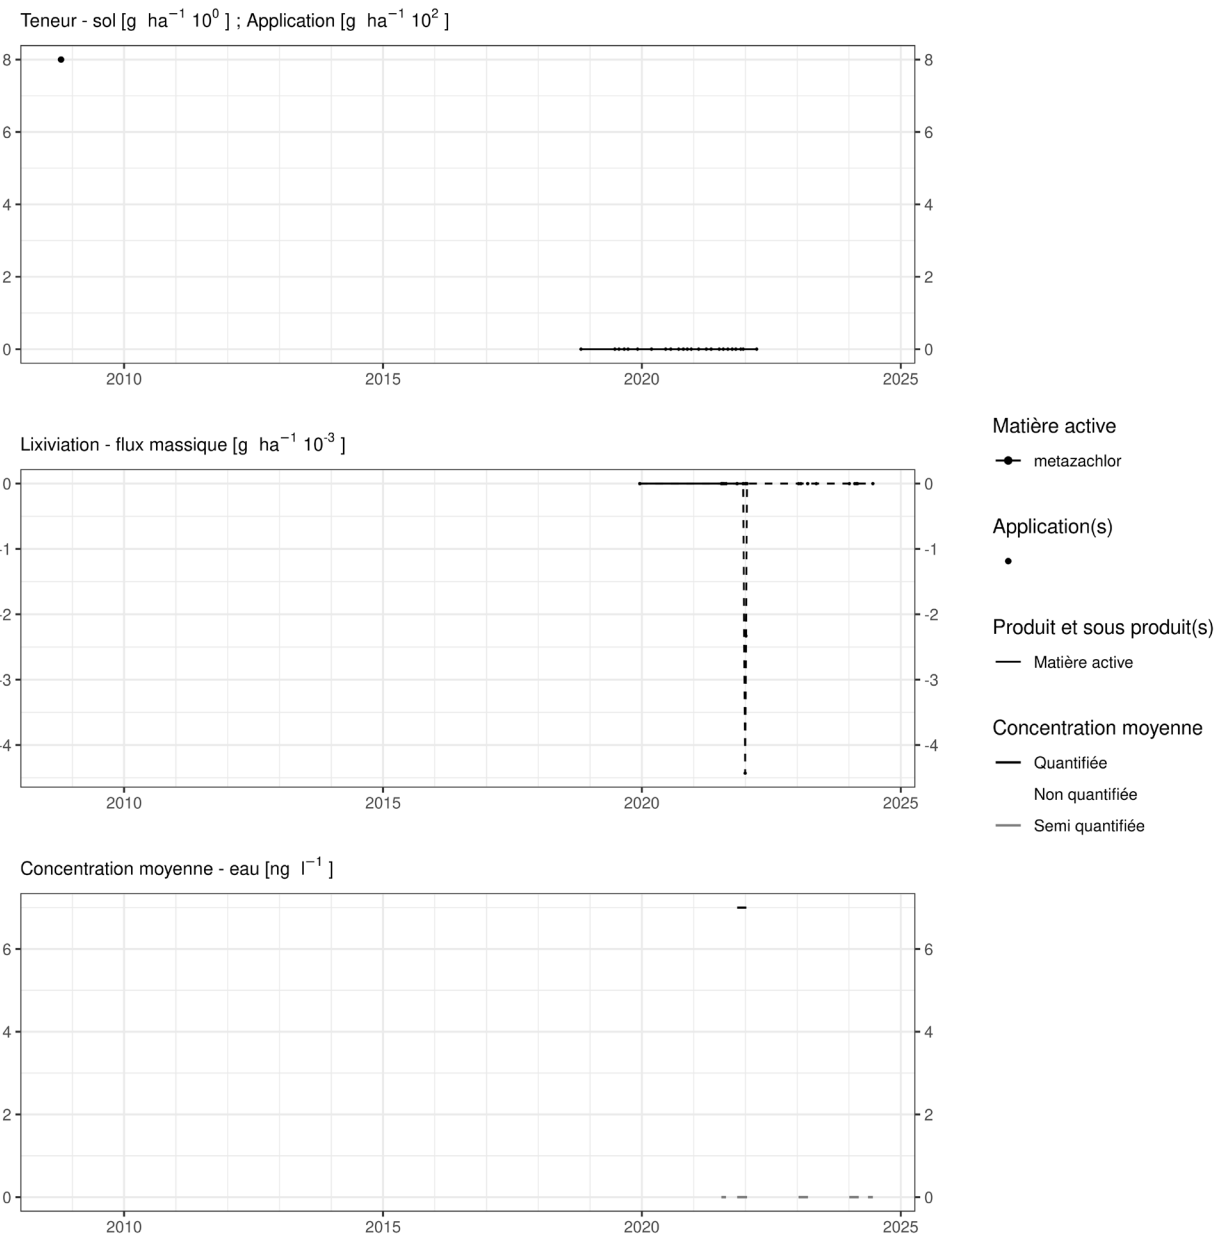 Teneur - sol [g ha⁻¹ 10⁰ ] ; Application [g ha⁻¹ 10² ]
8 8
6 6
4 4
2 2
0 0
2010 2015 2020 2025
Lixiviation - flux massique [g ha⁻¹ 10⁻³ ]
0 0
-1 -1
-2 -2
-3 -3
-4 -4
2010 2015 2020 2025
Concentration moyenne - eau [ng l⁻¹ ]
6 6
4 4
2 2
0 0
2010 2015 2020 2025
Matière active
metazachlor
Application(s)
Produit et sous produit(s)
Matière active
Concentration moyenne
Quantifiée
Non quantifiée
Semi quantifiée